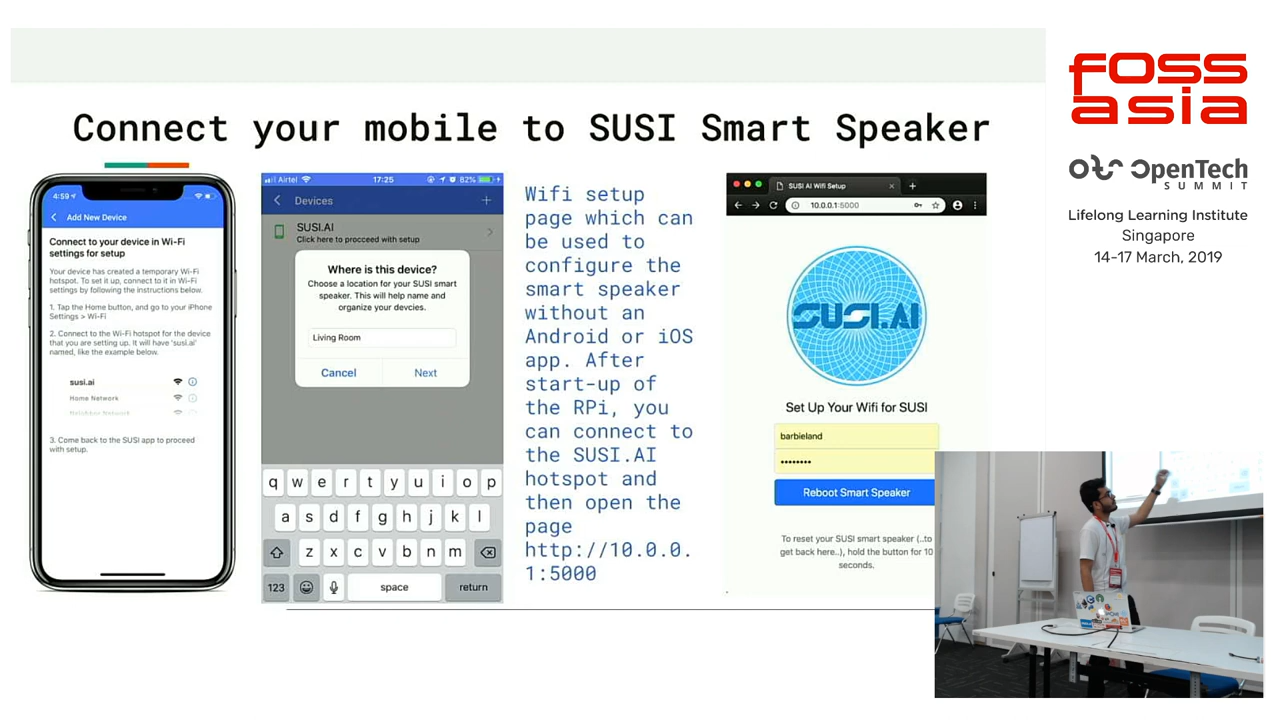 Connect your mobile to SUSI Smart Speaker
4:59
Add New Device
Connect to your device in Wi-Fi
settings for setup
Your device has created a temporary Wi-Fi
hotspot. To set it up, connect to it in Wi-Fi
settings by following the instructions below.
1. Tap the Home button, and go to your iPhone
Settings > Wi-Fi
2. Connect to the Wi-Fi hotspot for the device
that you are setting up. It will have 'susi.ai'
named, like the example below.
susi.ai
Home Network
Neighbor Network
3. Come back to the SUSI app to proceed
with setup.
Airtel 17:25 82%
Devices +
SUSI.AI
Click here to procceed with setup
Where is this device?
Choose a location for your SUSI smart
speaker. This will help name and
organize your devcies.
Living Room
Cancel Next
q w e r t y u i o p
a s d f g h j k l
z x c v b n m
123 space return
Wifi setup
page which can
be used to
configure the
smart speaker
without an
Android or iOS
app. After
start-up of
the RPi, you
can connect to
the SUSI.AI
hotspot and
then open the
page
http://10.0.0.
1:5000
SUSI AI Wifi Setup
10.0.0.1:5000
SUSI.AI
Set Up Your Wifi for SUSI
barbieland
••••••••
Reboot Smart Speaker
To reset your SUSI smart speaker (..to
get back here..), hold the button for 10
seconds.
fossasia
OpenTech
SUMMIT
Lifelong Learning Institute
Singapore
14-17 March, 2019